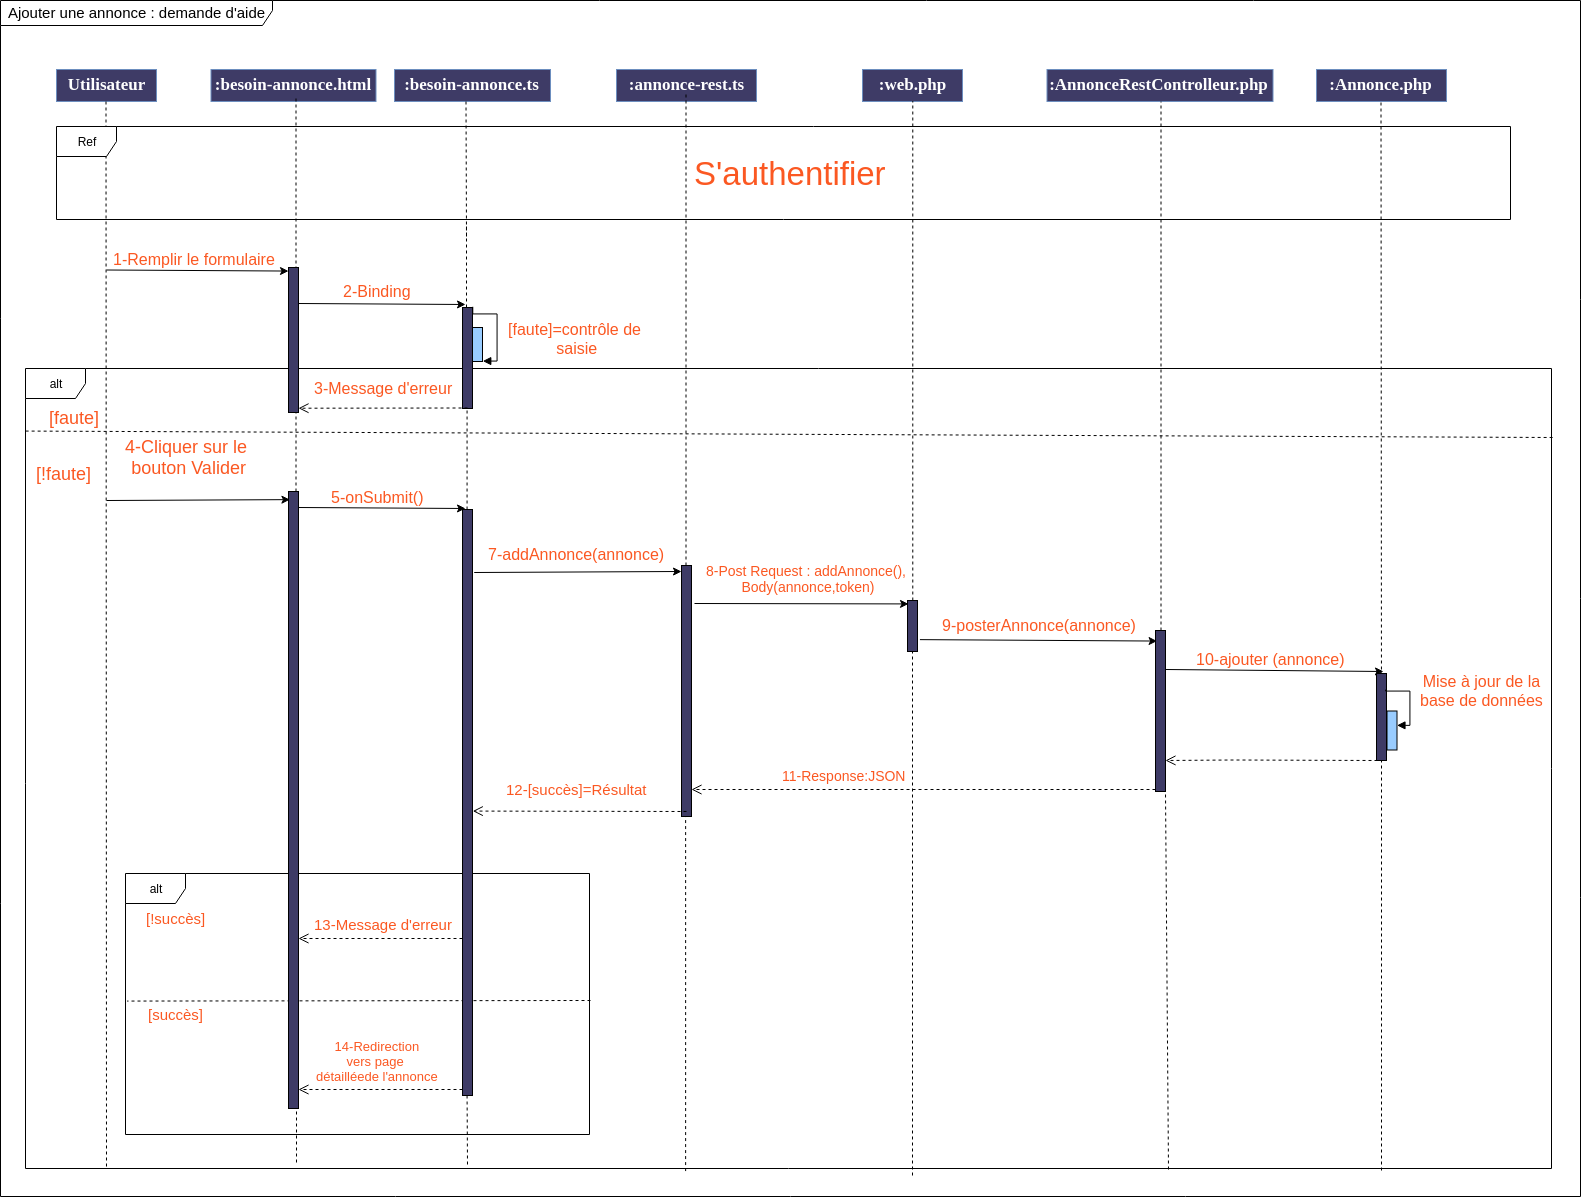 Ajouter une annonce : demande d'aide
Utilisateur
:besoin-annonce.html
:besoin-annonce.ts
:annonce-rest.ts
:web.php
:AnnonceRestControlleur.php
:Annonce.php
Ref
S'authentifier
1-Remplir le formulaire
2-Binding
[faute]=contrôle de
saisie
alt
3-Message d'erreur
[faute]
4-Cliquer sur le
bouton Valider
[!faute]
5-onSubmit()
7-addAnnonce(annonce)
8-Post Request : addAnnonce(),
Body(annonce,token)
9-posterAnnonce(annonce)
10-ajouter (annonce)
Mise à jour de la
base de données
11-Response:JSON
12-[succès]=Résultat
alt
[!succès]
13-Message d'erreur
[succès]
14-Redirection
vers page
détailléede l'annonce